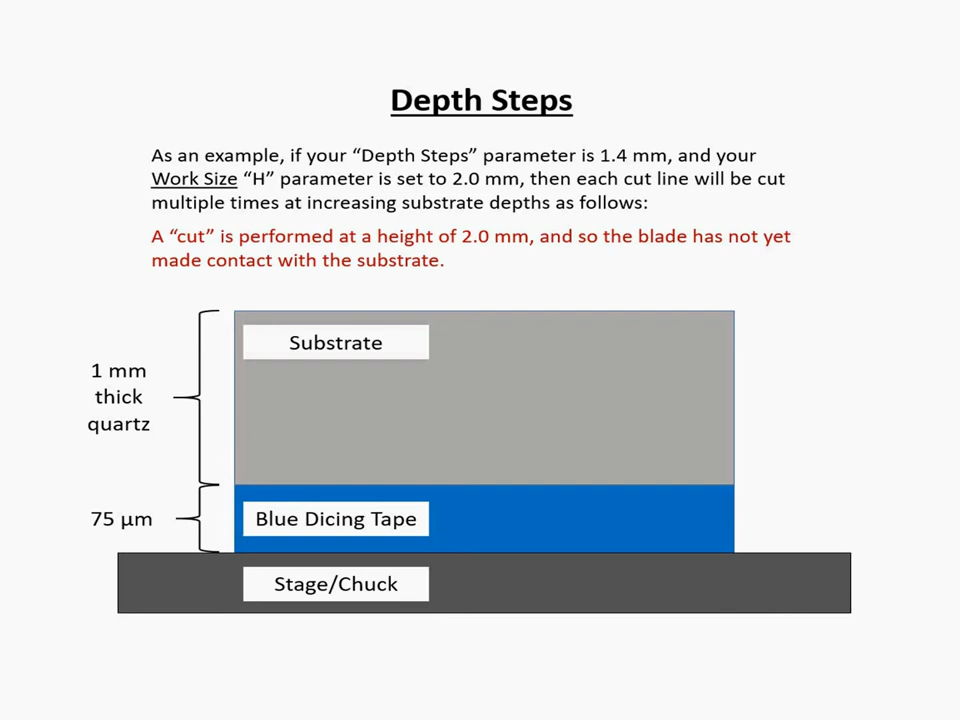 Depth Steps
As an example, if your “Depth Steps” parameter is 1.4 mm, and your
Work Size “H” parameter is set to 2.0 mm, then each cut line will be cut
multiple times at increasing substrate depths as follows:
A “cut” is performed at a height of 2.0 mm, and so the blade has not yet
made contact with the substrate.
Substrate
1 mm
thick
quartz
75 µm
Blue Dicing Tape
Stage/Chuck